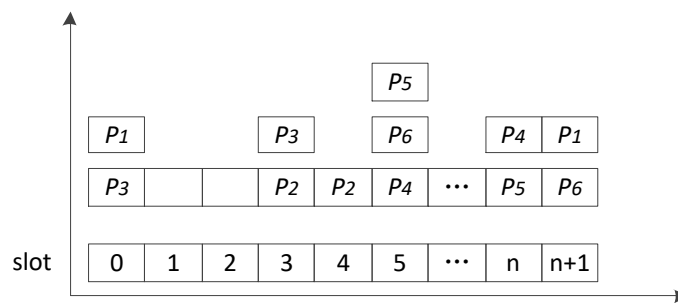 P5
P1 P3 P6 P4 P1
P3 P2 P2 P4 ··· P5 P6
slot 0 1 2 3 4 5 ··· n n+1